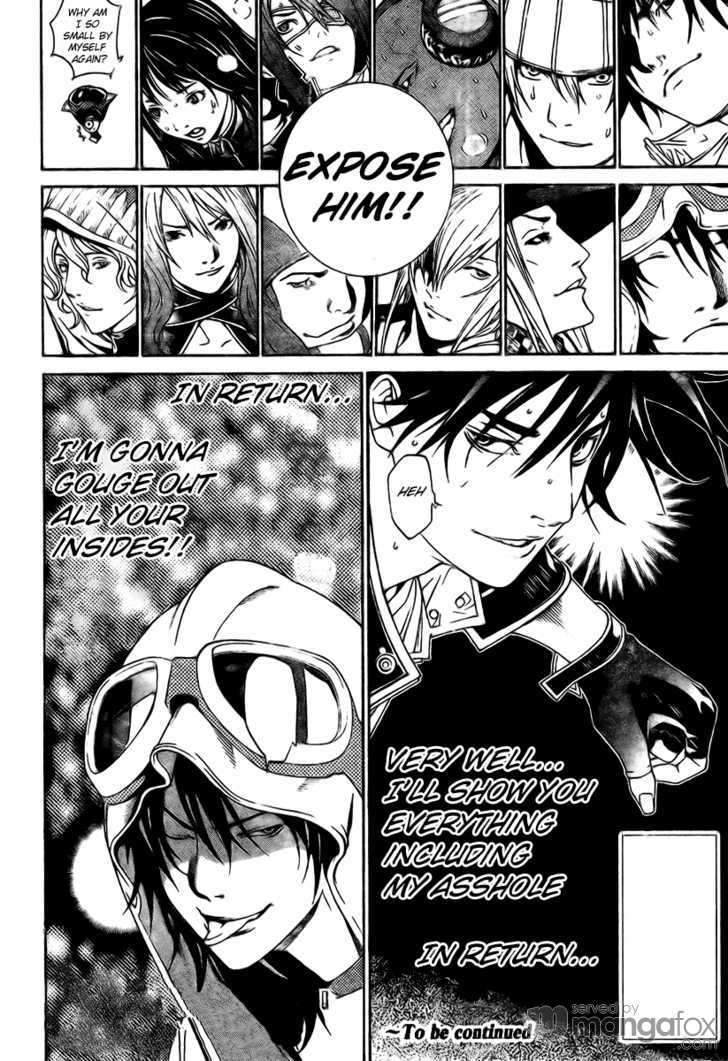 WHY AM
I SO
SMALL BY
MYSELF
AGAIN?
EXPOSE
HIM!!
HEH
VERY WELL...
I'LL SHOW YOU
EVERYTHING
INCLUDING
MY ASSHOLE
IN RETURN...
IN RETURN...
I'M GONNA
GOUGE OUT
ALL YOUR
INSIDES!!
~To be continued
served by
mangafox
.com